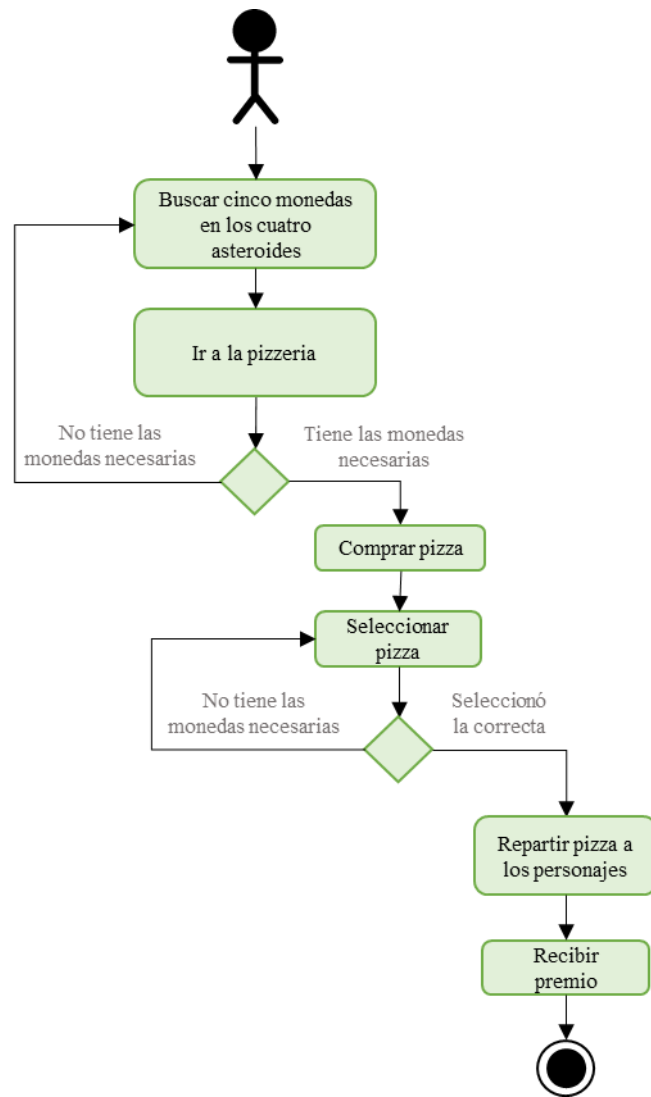 Buscar cinco monedas
en los cuatro
asteroides
Ir a la pizzeria
No tiene las
monedas necesarias
Tiene las monedas
necesarias
Comprar pizza
Seleccionar
pizza
No tiene las
monedas necesarias
Seleccionó
la correcta
Repartir pizza a
los personajes
Recibir
premio